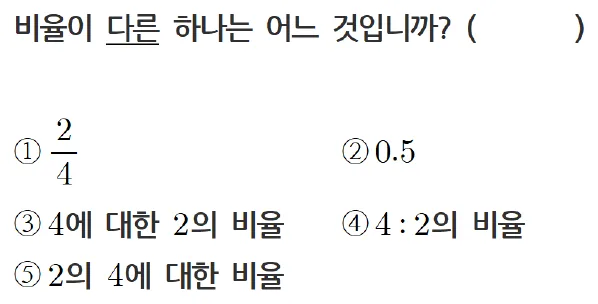 비율이 다른 하나는 어느 것입니까? (      )
① 2/4 ② 0.5
③ 4에 대한 2의 비율 ④ 4 : 2의 비율
⑤ 2의 4에 대한 비율